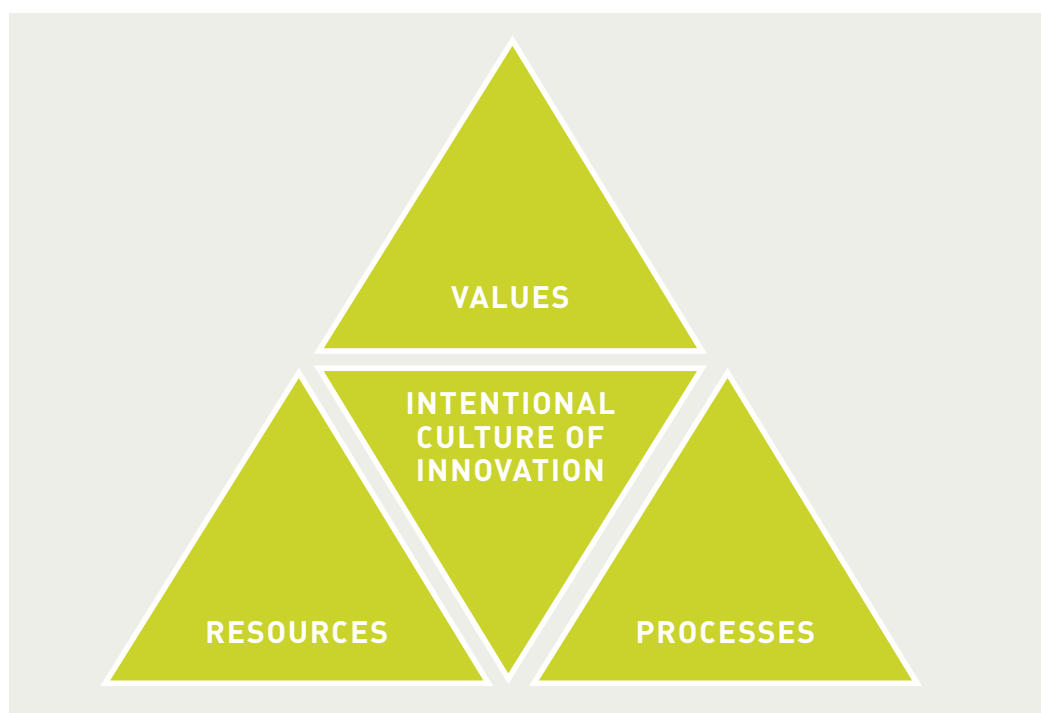 VALUES
INTENTIONAL
CULTURE OF
INNOVATION
RESOURCES
PROCESSES